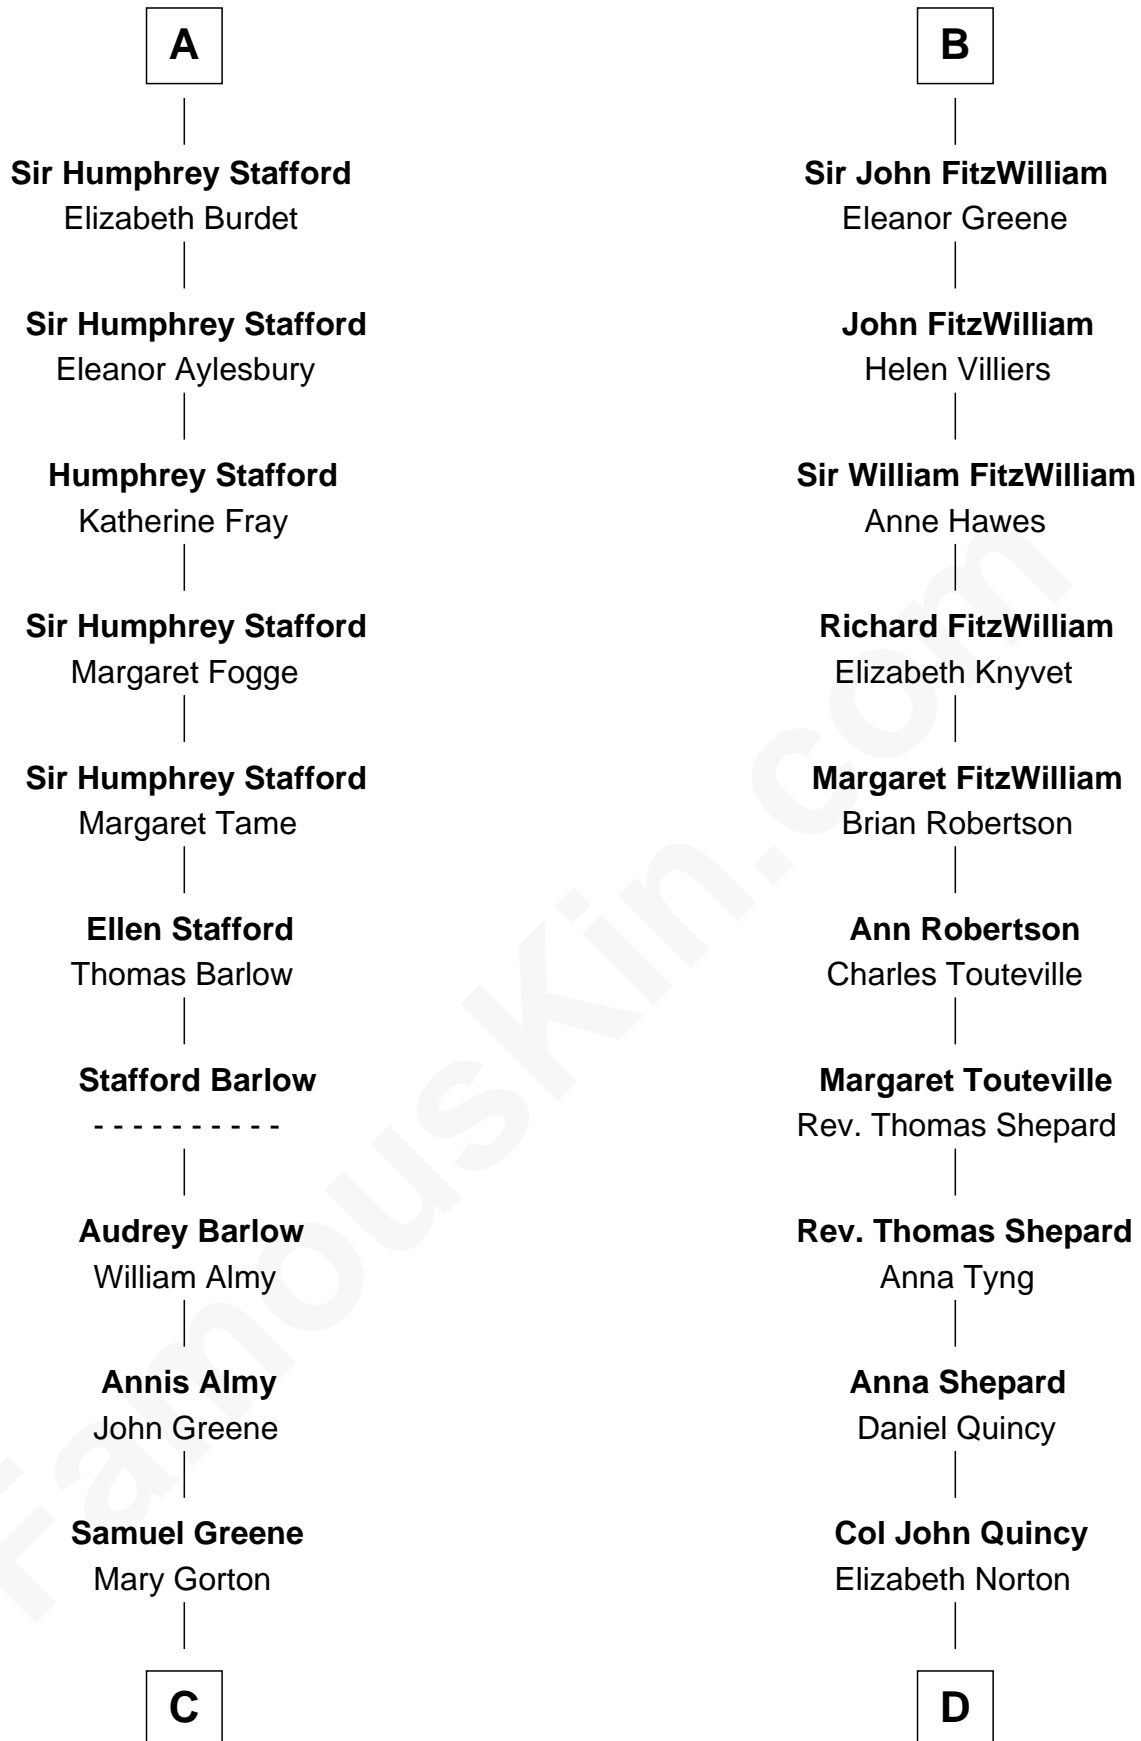 A
Sir Humphrey Stafford
Elizabeth Burdet
Sir Humphrey Stafford
Eleanor Aylesbury
Humphrey Stafford
Katherine Fray
Sir Humphrey Stafford
Margaret Fogge
Sir Humphrey Stafford
Margaret Tame
Ellen Stafford
Thomas Barlow
Stafford Barlow
- - - - - - - - - -
Audrey Barlow
William Almy
Annis Almy
John Greene
Samuel Greene
Mary Gorton
C
B
Sir John FitzWilliam
Eleanor Greene
John FitzWilliam
Helen Villiers
Sir William FitzWilliam
Anne Hawes
Richard FitzWilliam
Elizabeth Knyvet
Margaret FitzWilliam
Brian Robertson
Ann Robertson
Charles Touteville
Margaret Touteville
Rev. Thomas Shepard
Rev. Thomas Shepard
Anna Tyng
Anna Shepard
Daniel Quincy
Col John Quincy
Elizabeth Norton
D
FamousKin.com